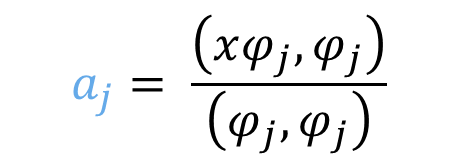 a_j = (xφ_j, φ_j) / (φ_j, φ_j)